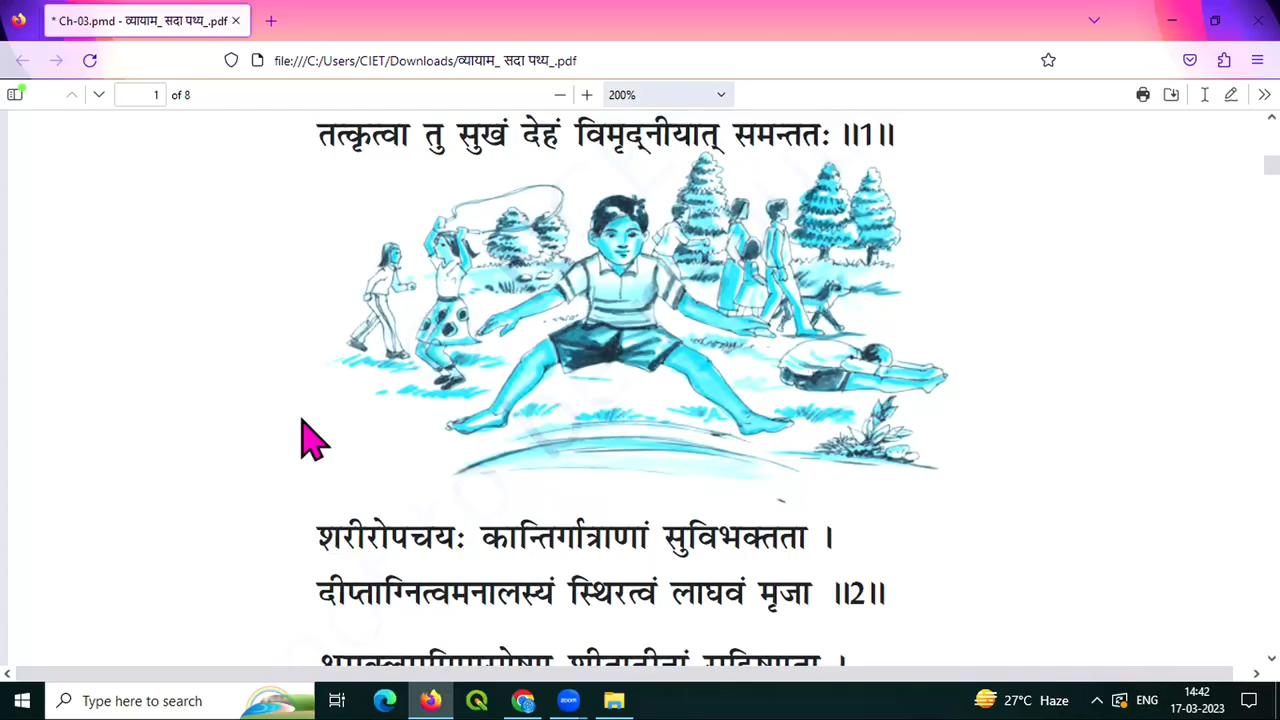 * Ch-03.pmd - व्यायाम_ सदा पथ्य_.pdf
file:///C:/Users/CIET/Downloads/व्यायाम_ सदा पथ्य_.pdf
1 of 8
200%
तत्कृत्वा तु सुखं देहं विमृद्नीयात् समन्ततः ॥1॥
शरीरोपचयः कान्तिर्गात्राणां सुविभक्तता ।
दीप्ताग्नित्वमनालस्यं स्थिरत्वं लाघवं मृजा ॥2॥
Type here to search
zoom
27°C Haze
ENG
14:42
17-03-2023